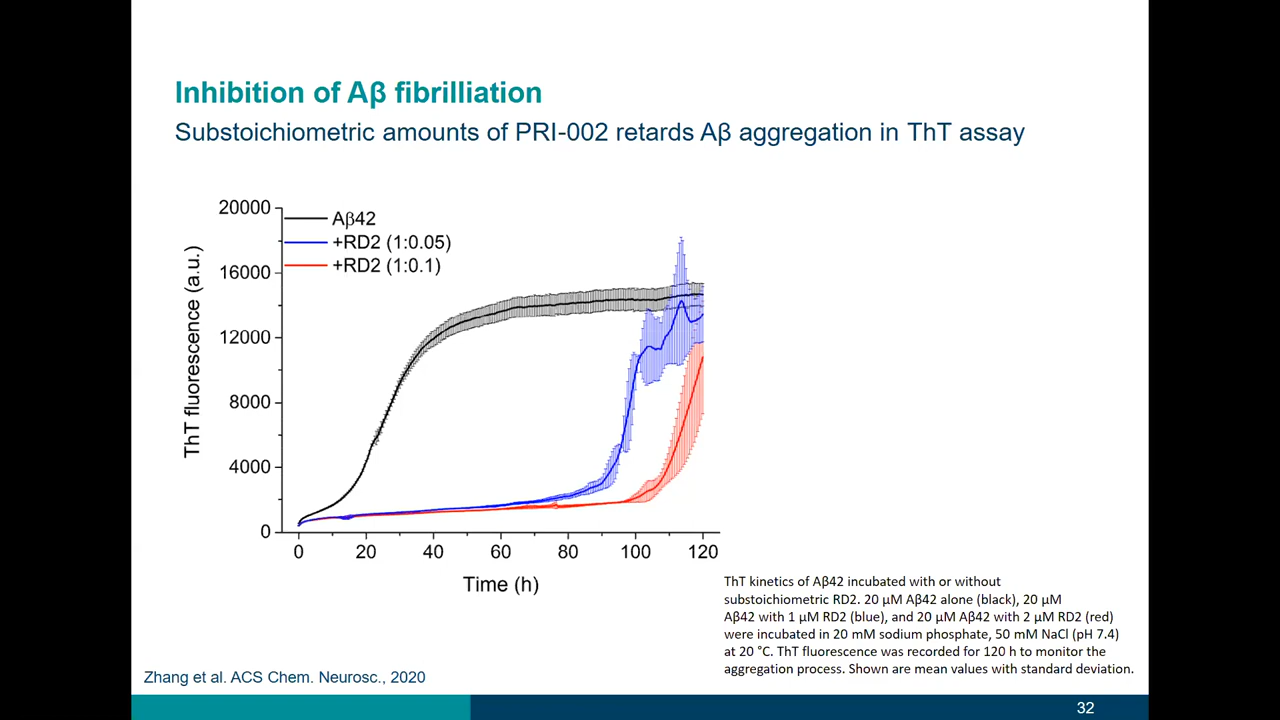 Inhibition of Aβ fibrilliation
Substoichiometric amounts of PRI-002 retards Aβ aggregation in ThT assay
20000
16000
12000
8000
4000
0
ThT fluorescence (a.u.)
Aβ42
+RD2 (1:0.05)
+RD2 (1:0.1)
0 20 40 60 80 100 120
Time (h)
ThT kinetics of Aβ42 incubated with or without
substoichiometric RD2. 20 μM Aβ42 alone (black), 20 μM
Aβ42 with 1 μM RD2 (blue), and 20 μM Aβ42 with 2 μM RD2 (red)
were incubated in 20 mM sodium phosphate, 50 mM NaCl (pH 7.4)
at 20 °C. ThT fluorescence was recorded for 120 h to monitor the
aggregation process. Shown are mean values with standard deviation.
Zhang et al. ACS Chem. Neurosc., 2020
32